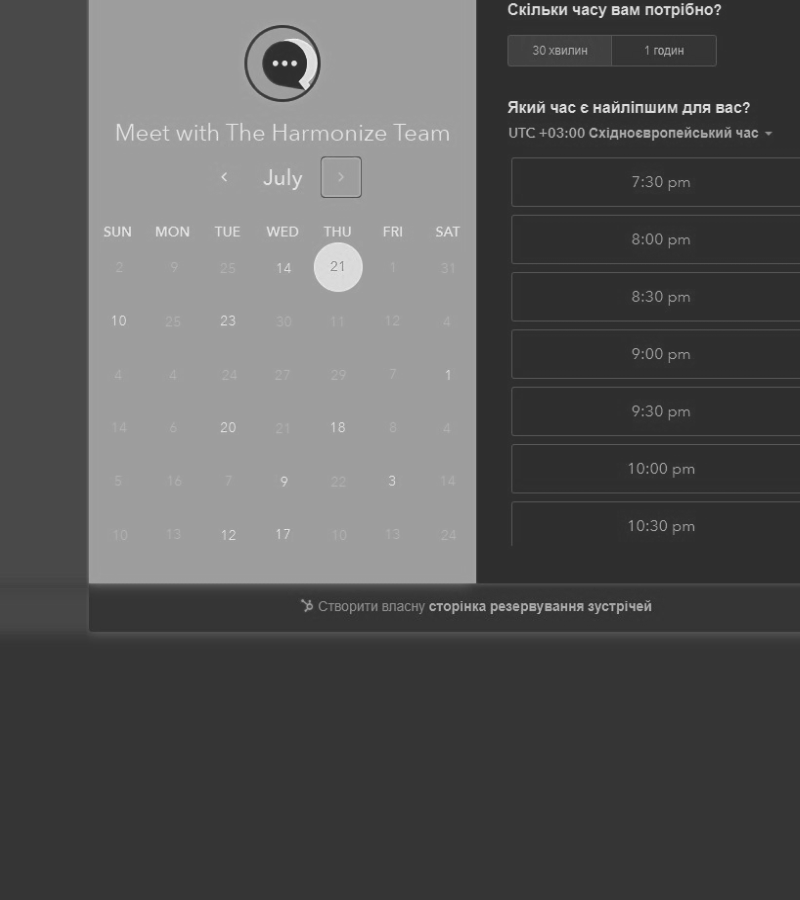 Meet with The Harmonize Team
July
SUN MON TUE WED THU FRI SAT
2 9 25 14 21 1 31
10 25 23 30 11 12 4
4 4 24 27 29 7 1
14 6 20 21 18 8 4
5 16 7 9 22 3 14
10 13 12 17 10 13 24
Скільки часу вам потрібно?
30 хвилин 1 годин
Який час є найліпшим для вас?
UTC +03:00 Східноєвропейський час
7:30 pm
8:00 pm
8:30 pm
9:00 pm
9:30 pm
10:00 pm
10:30 pm
Створити власну сторінка резервування зустрічей